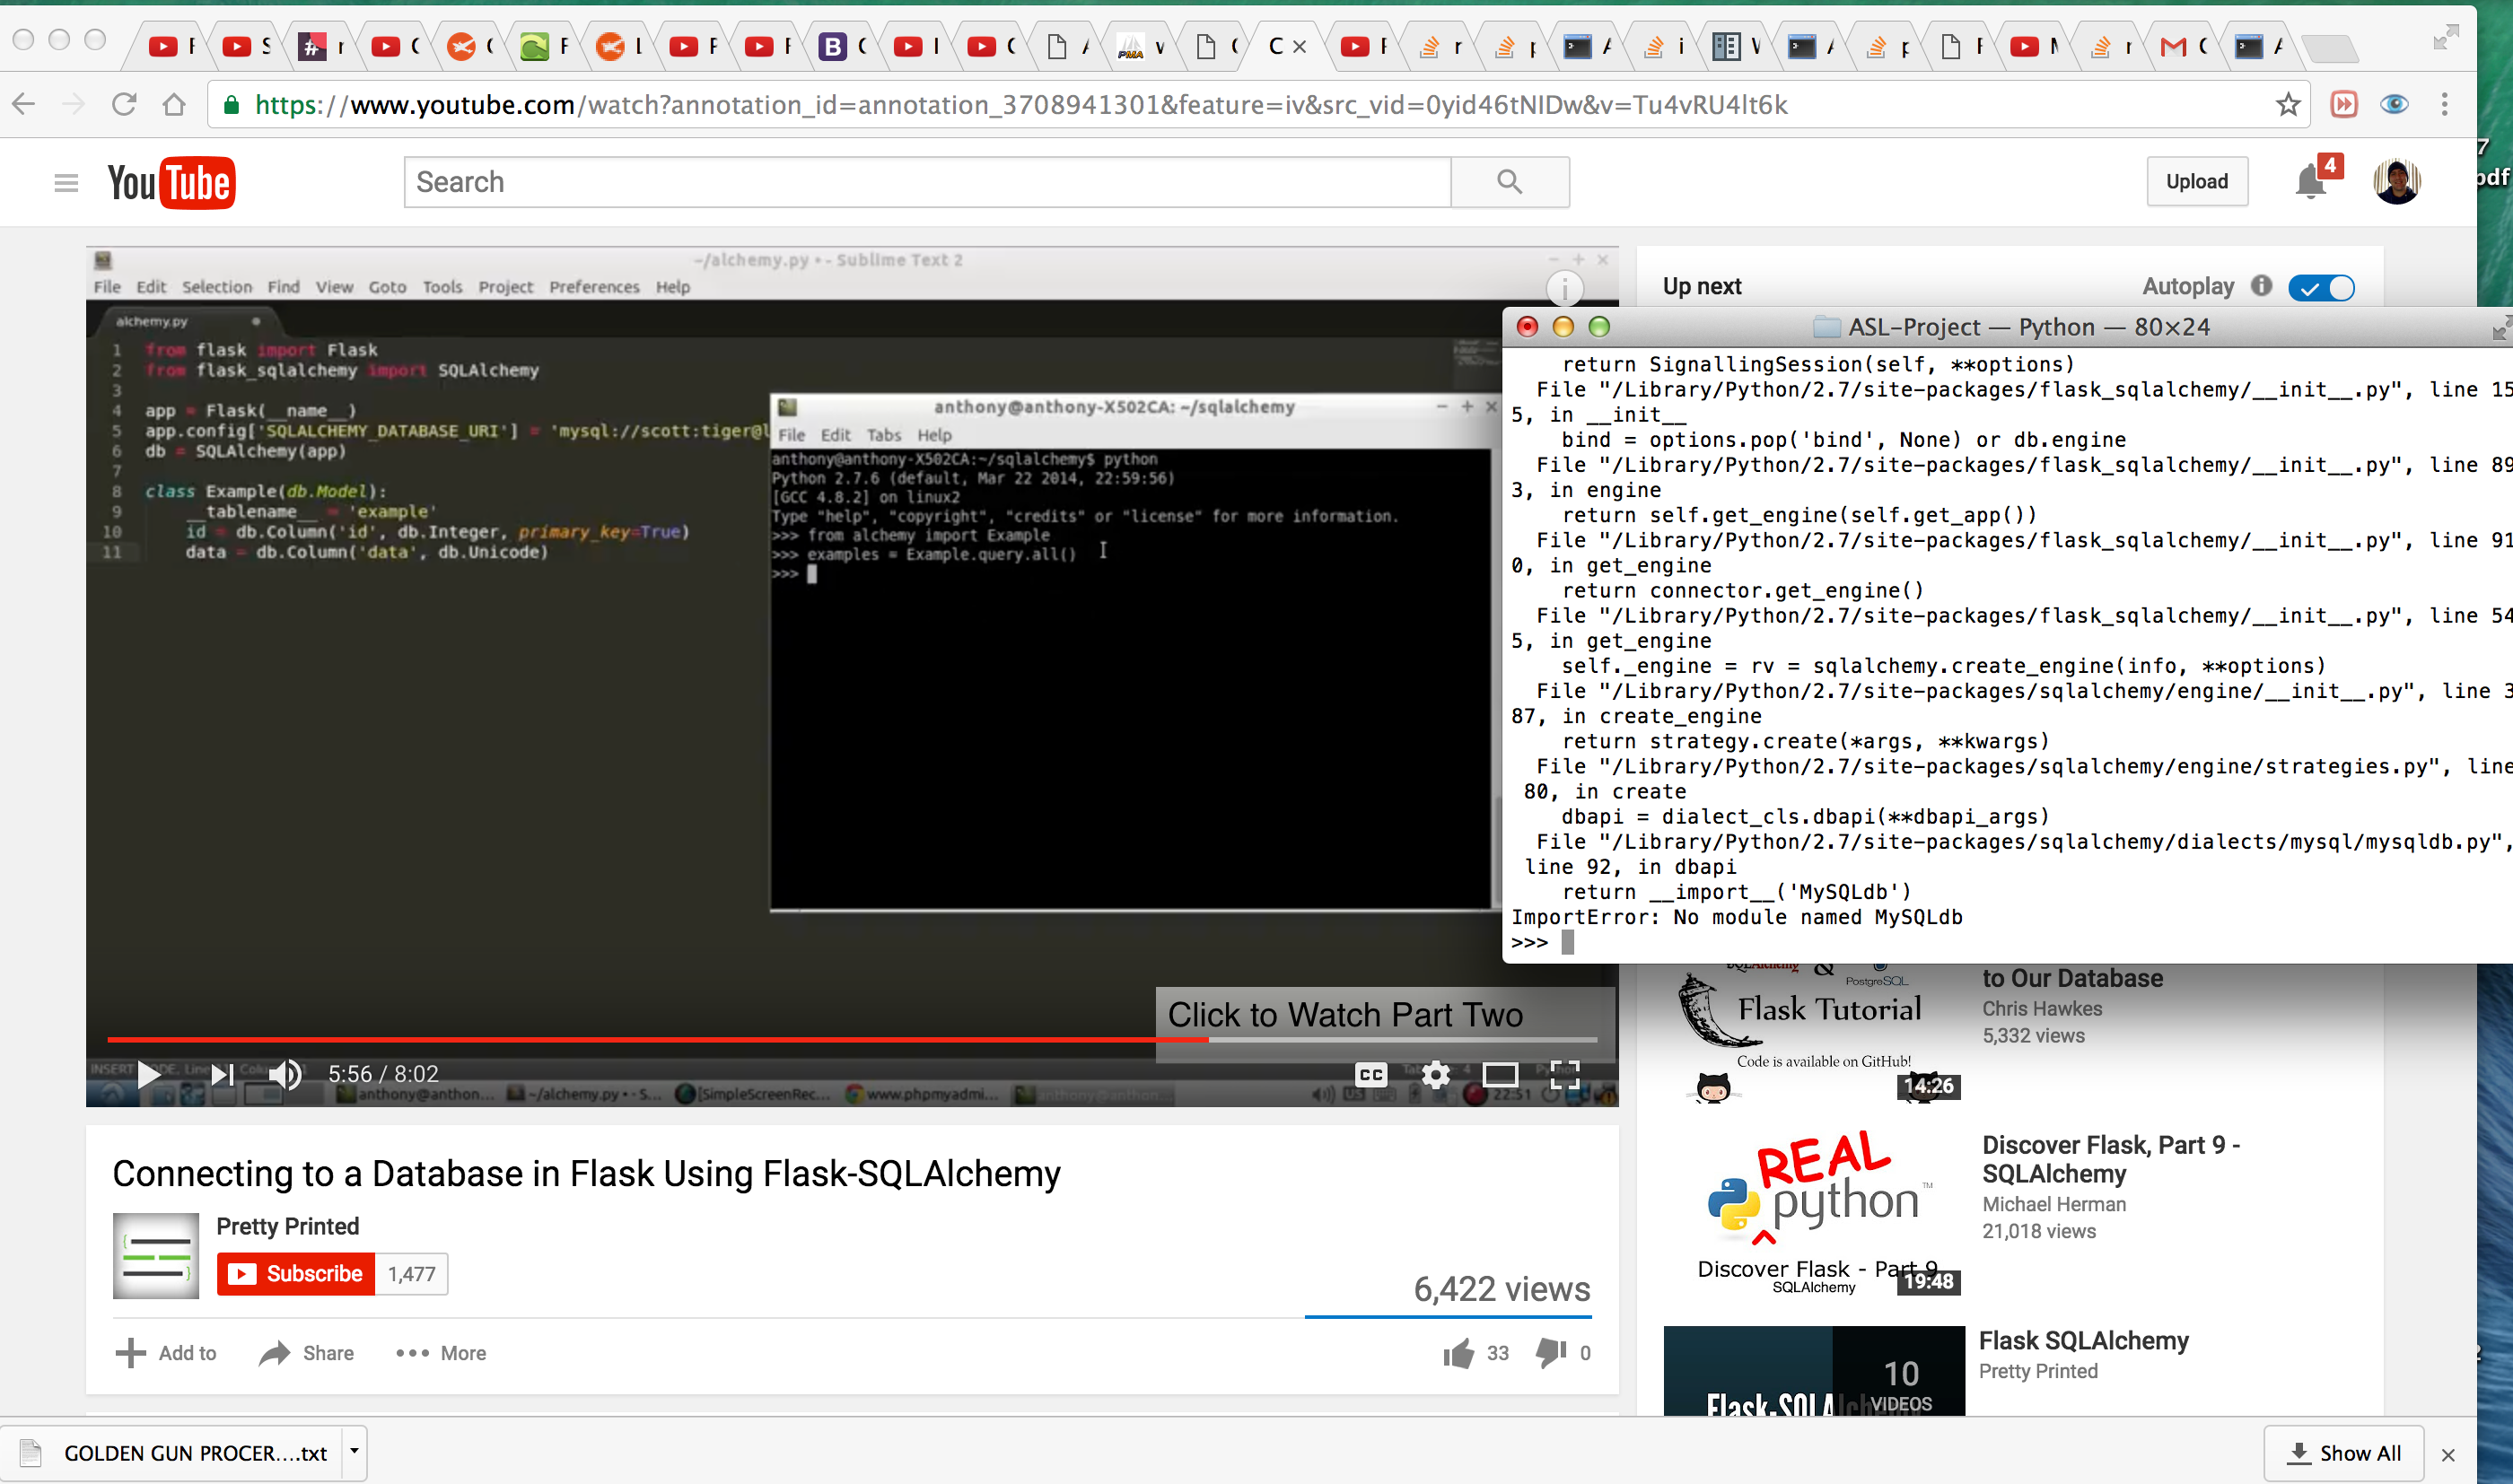 https://www.youtube.com/watch?annotation_id=annotation_3708941301&feature=iv&src_vid=0yid46tNIDw&v=Tu4vRU4lt6k
7
pdf
YouTube
Search
Upload
4
~/alchemy.py • - Sublime Text 2
File Edit Selection Find View Goto Tools Project Preferences Help
alchemy.py
1 from flask import Flask
2 from flask_sqlalchemy import SQLAlchemy
3
4 app = Flask(__name__)
5 app.config['SQLALCHEMY_DATABASE_URI'] = 'mysql://scott:tiger@l
6 db = SQLAlchemy(app)
7
8 class Example(db.Model):
9 __tablename__ = 'example'
10 id = db.Column('id', db.Integer, primary_key=True)
11 data = db.Column('data', db.Unicode)
anthony@anthony-X502CA: ~/sqlalchemy
File Edit Tabs Help
anthony@anthony-X502CA:~/sqlalchemy$ python
Python 2.7.6 (default, Mar 22 2014, 22:59:56)
[GCC 4.8.2] on linux2
Type "help", "copyright", "credits" or "license" for more information.
>>> from alchemy import Example
>>> examples = Example.query.all()
>>>
Click to Watch Part Two
5:56 / 8:02
CC
anthony@anthon... ~/alchemy.py • - S... [SimpleScreenRec... www.phpmyadmi... anthony@anthon... 22:51
Up next
Autoplay
ASL-Project — Python — 80×24
return SignallingSession(self, **options)
File "/Library/Python/2.7/site-packages/flask_sqlalchemy/__init__.py", line 15
5, in __init__
bind = options.pop('bind', None) or db.engine
File "/Library/Python/2.7/site-packages/flask_sqlalchemy/__init__.py", line 89
3, in engine
return self.get_engine(self.get_app())
File "/Library/Python/2.7/site-packages/flask_sqlalchemy/__init__.py", line 91
0, in get_engine
return connector.get_engine()
File "/Library/Python/2.7/site-packages/flask_sqlalchemy/__init__.py", line 54
5, in get_engine
self._engine = rv = sqlalchemy.create_engine(info, **options)
File "/Library/Python/2.7/site-packages/sqlalchemy/engine/__init__.py", line 3
87, in create_engine
return strategy.create(*args, **kwargs)
File "/Library/Python/2.7/site-packages/sqlalchemy/engine/strategies.py", line
80, in create
dbapi = dialect_cls.dbapi(**dbapi_args)
File "/Library/Python/2.7/site-packages/sqlalchemy/dialects/mysql/mysqldb.py",
line 92, in dbapi
return __import__('MySQLdb')
ImportError: No module named MySQLdb
>>>
PostgreSQL
&
Flask Tutorial
Code is available on GitHub!
14:26
to Our Database
Chris Hawkes
5,332 views
REAL
python™
Discover Flask - Part 9
SQLAlchemy
19:48
Discover Flask, Part 9 -
SQLAlchemy
Michael Herman
21,018 views
10
VIDEOS
Flask SQLAlchemy
Pretty Printed
Connecting to a Database in Flask Using Flask-SQLAlchemy
Pretty Printed
Subscribe 1,477
6,422 views
Add to Share More
33 0
GOLDEN GUN PROCER....txt
Show All